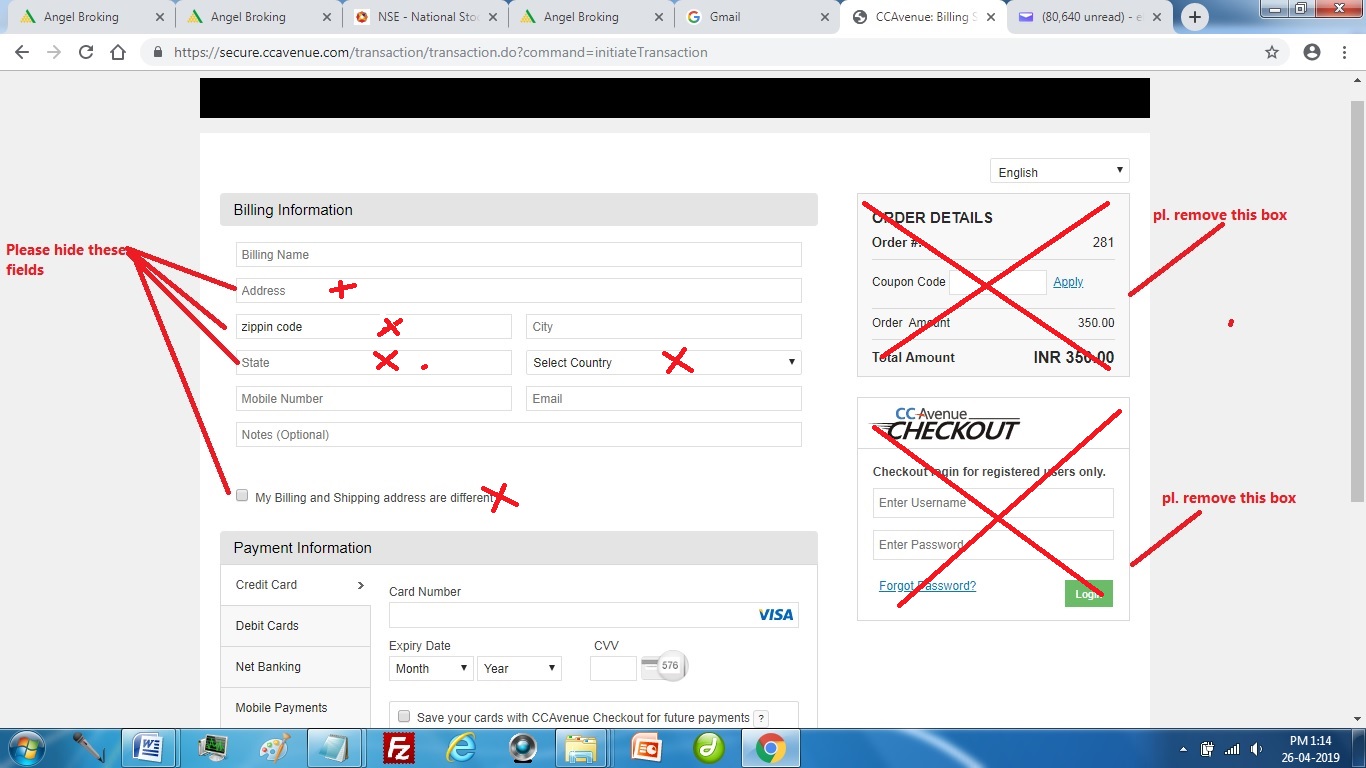 Angel Broking
Angel Broking
NSE - National Sto
Angel Broking
Gmail
CCAvenue: Billing S
(80,640 unread) - e
https://secure.ccavenue.com/transaction/transaction.do?command=initiateTransaction
English
Billing Information
Billing Name
Address
zippin code
City
State
Select Country
Mobile Number
Email
Notes (Optional)
My Billing and Shipping address are different
Please hide these
fields
ORDER DETAILS
Order #:
281
Coupon Code
Apply
Order Amount
350.00
Total Amount
INR 350.00
pl. remove this box
CCAvenue
CHECKOUT
Checkout login for registered users only.
Enter Username
Enter Password
Forgot Password?
Login
pl. remove this box
Payment Information
Credit Card
Debit Cards
Net Banking
Mobile Payments
Card Number
VISA
Expiry Date
CVV
Month
Year
576
Save your cards with CCAvenue Checkout for future payments ?
PM 1:14
26-04-2019